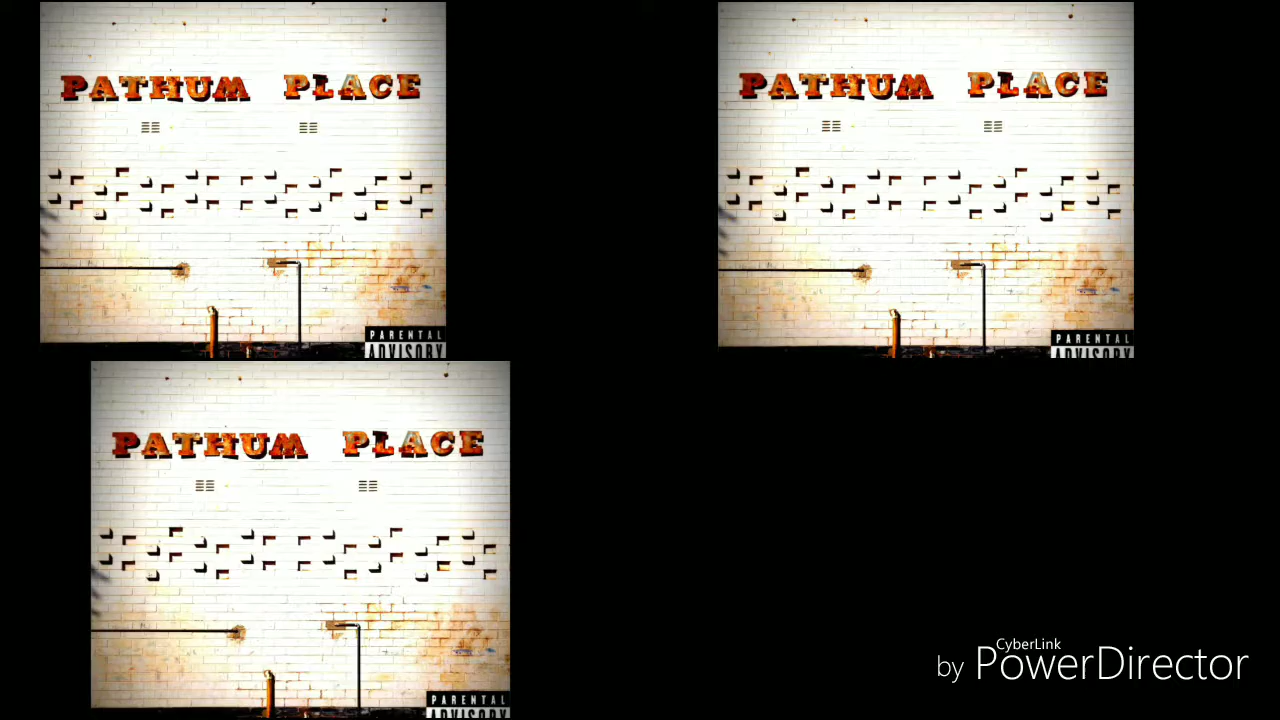 PATHUM PLACE
PARENTAL
ADVISORY
PATHUM PLACE
PARENTAL
ADVISORY
PATHUM PLACE
PARENTAL
ADVISORY
CyberLink
by PowerDirector